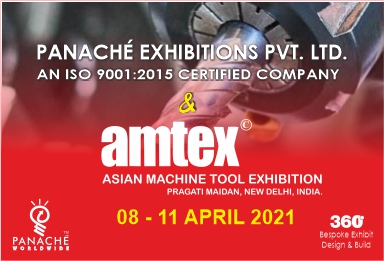 PANACHÉ EXHIBITIONS PVT. LTD.
AN ISO 9001:2015 CERTIFIED COMPANY
&
amtex©
ASIAN MACHINE TOOL EXHIBITION
PRAGATI MAIDAN, NEW DELHI, INDIA.
08 - 11 APRIL 2021
PANACHÉ™
WORLDWIDE
360°
Bespoke Exhibit
Design & Build